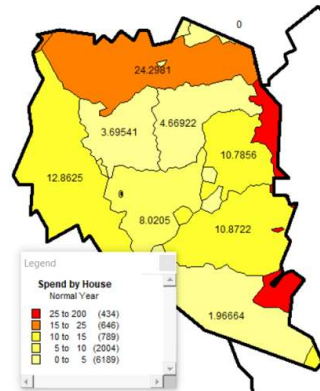 0
24.2981
3.69541
4.66922
10.7856
12.8625
8.0205
10.8722
1.96664
Legend
Spend by House
Normal Year
25 to 200 (434)
15 to 25 (646)
10 to 15 (789)
5 to 10 (2004)
0 to 5 (6189)